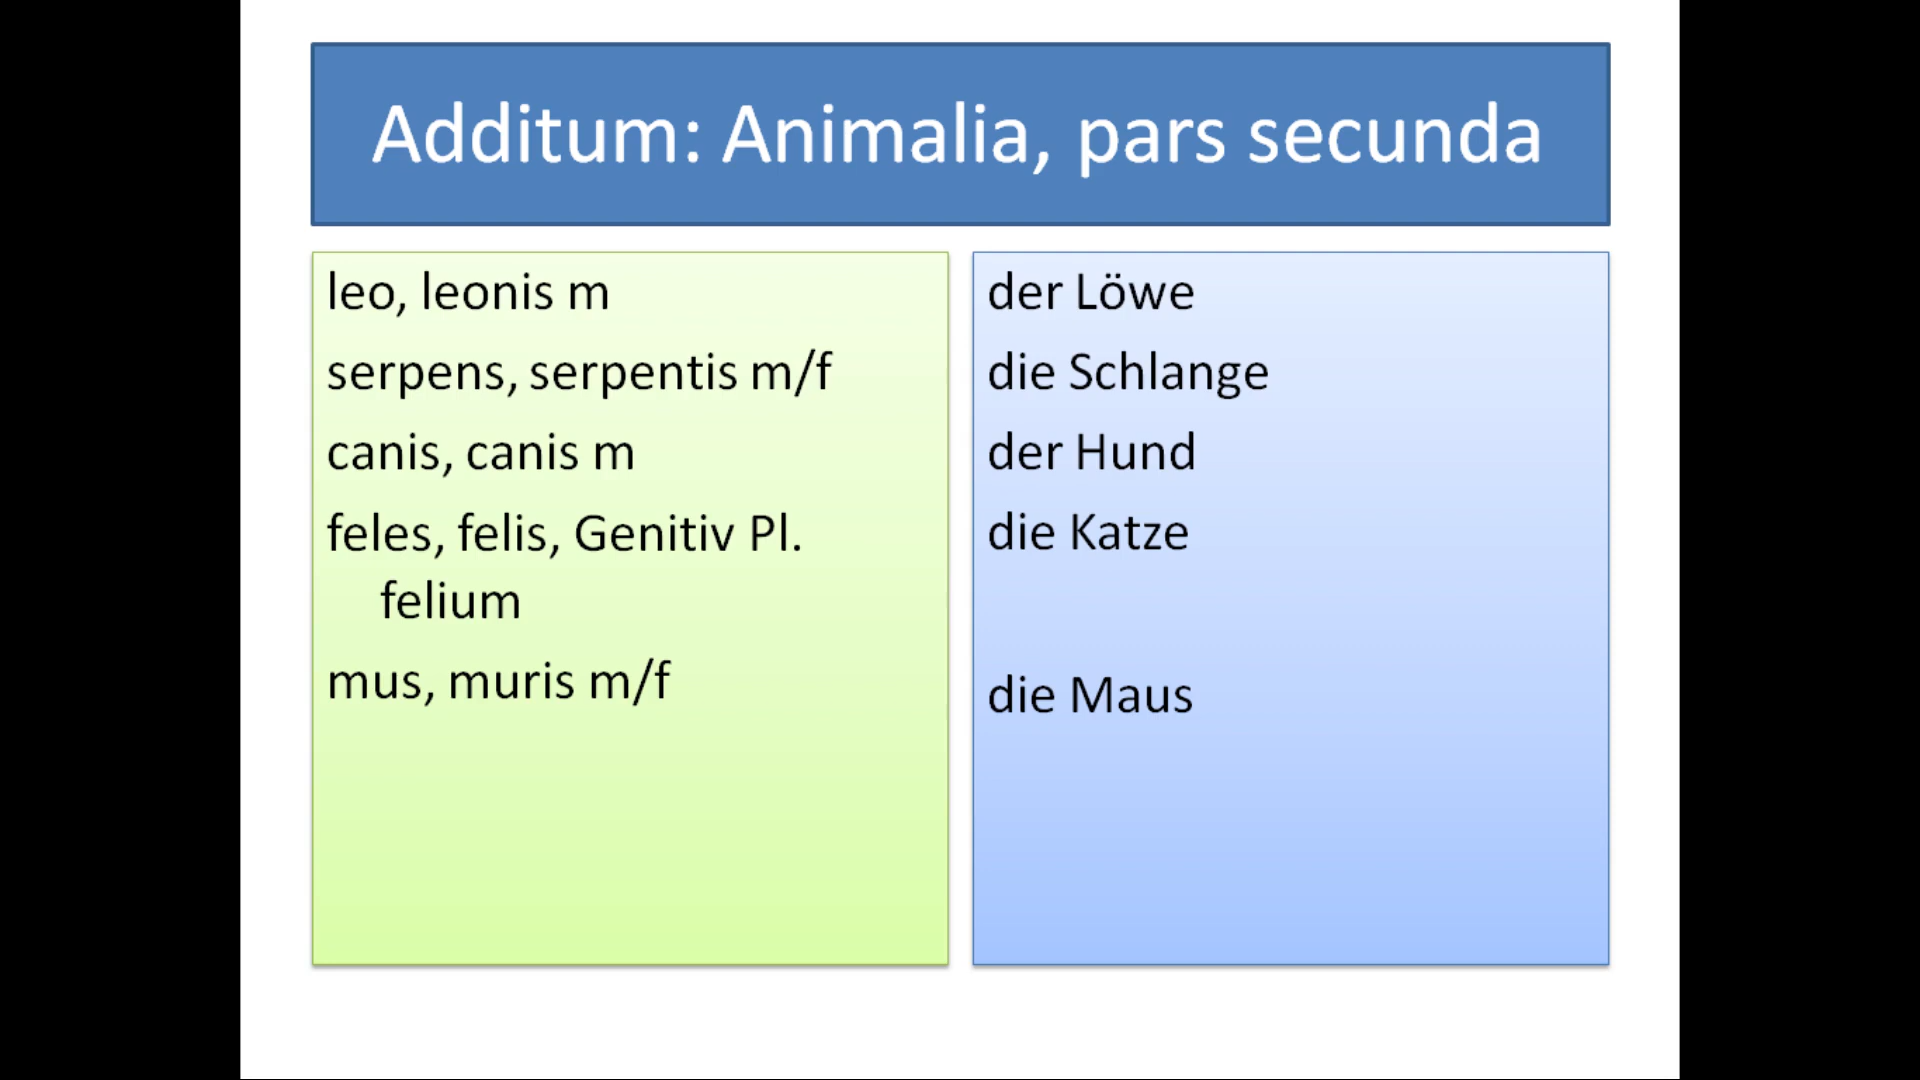 Additum: Animalia, pars secunda
leo, leonis m
serpens, serpentis m/f
canis, canis m
feles, felis, Genitiv Pl.
felium
mus, muris m/f
der Löwe
die Schlange
der Hund
die Katze
die Maus